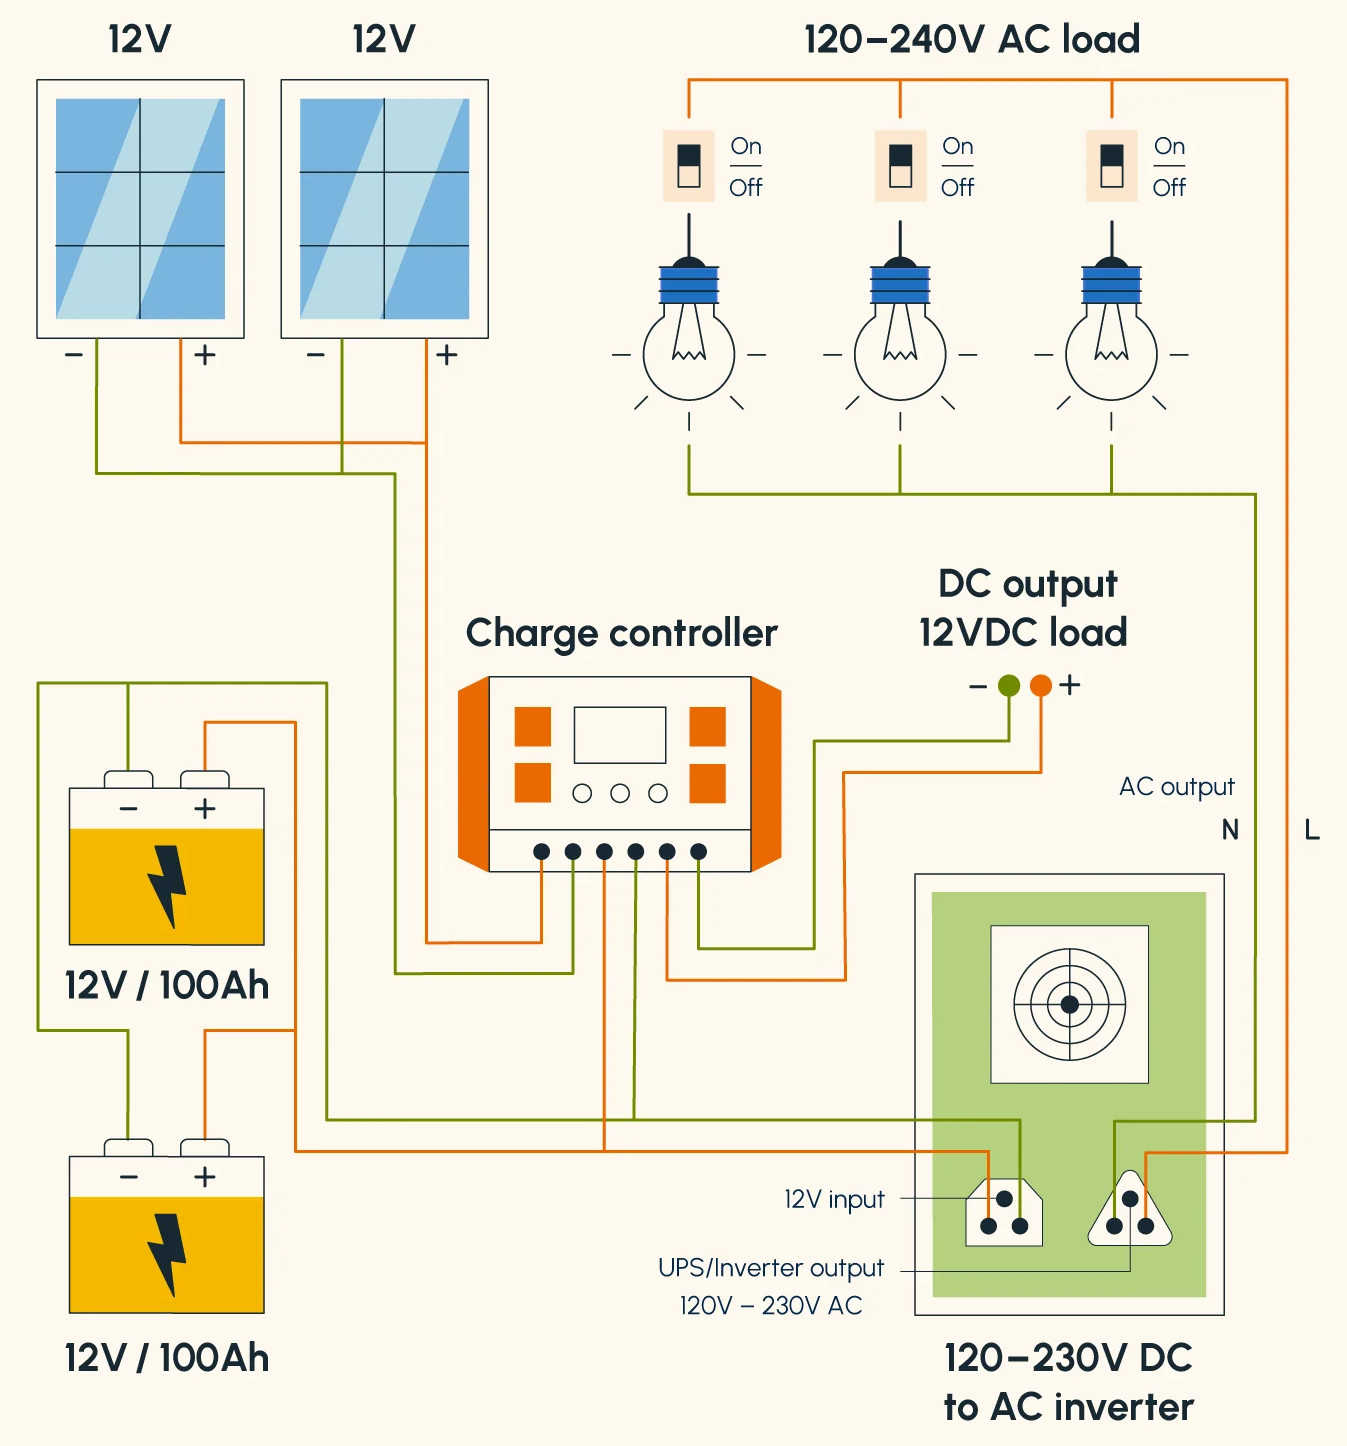 12V
12V
120–240V AC load
On
Off
On
Off
On
Off
− +
− +
DC output
12VDC load
− +
Charge controller
AC output
N L
− +
12V / 100Ah
− +
12V / 100Ah
12V input
UPS/Inverter output
120V – 230V AC
120–230V DC
to AC inverter